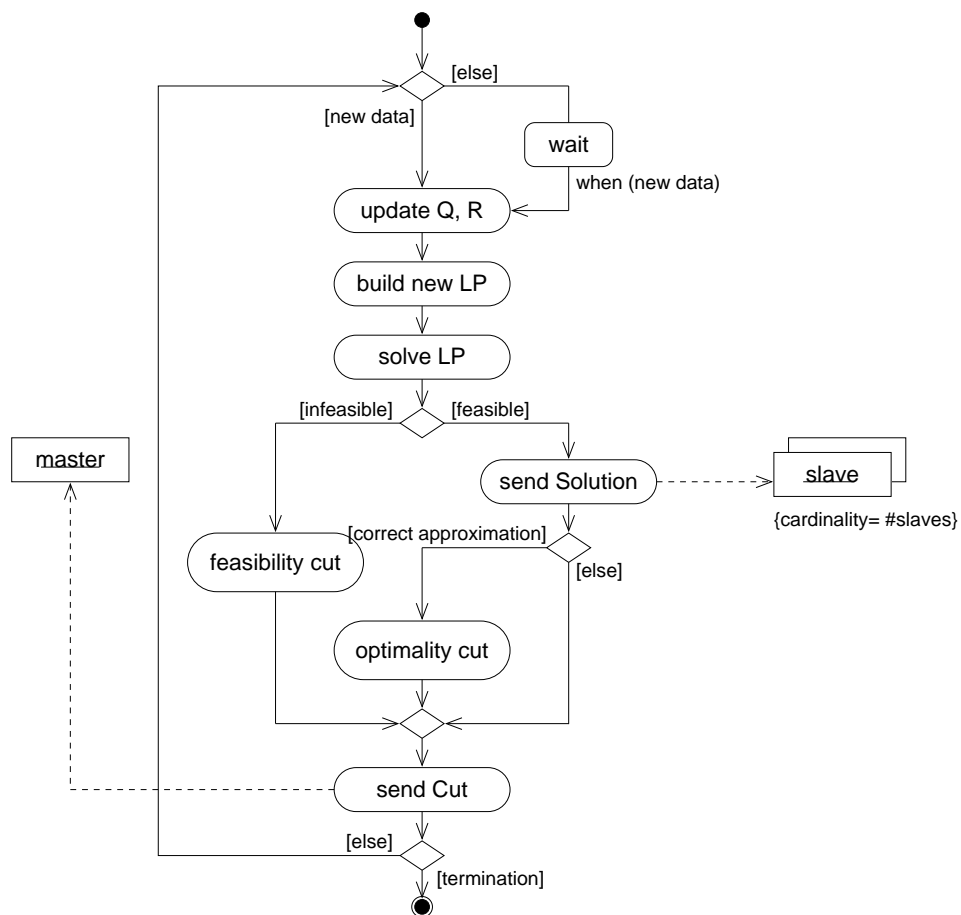 [else]
[new data]
wait
when (new data)
update Q, R
build new LP
solve LP
[infeasible]
[feasible]
master
send Solution
slave
{cardinality= #slaves}
[correct approximation]
feasibility cut
[else]
optimality cut
send Cut
[else]
[termination]